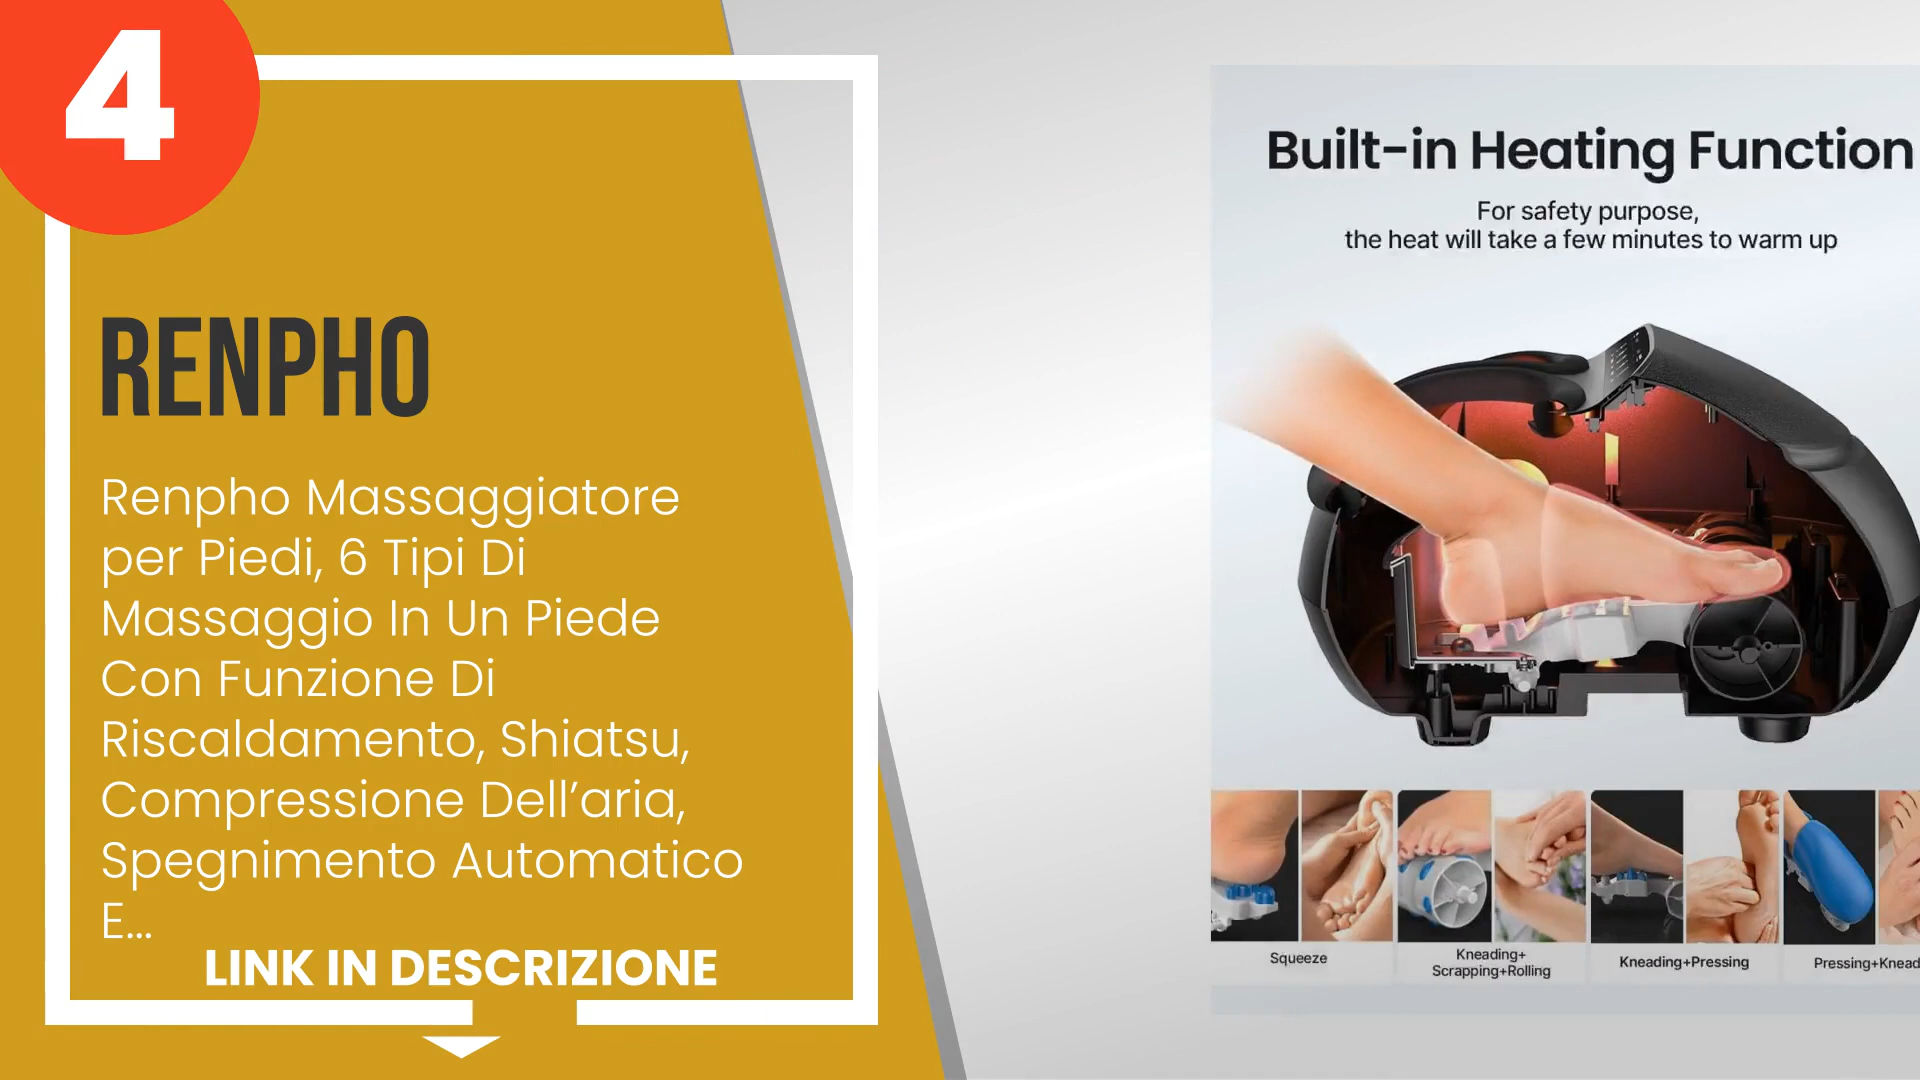 4
RENPHO
Renpho Massaggiatore
per Piedi, 6 Tipi Di
Massaggio In Un Piede
Con Funzione Di
Riscaldamento, Shiatsu,
Compressione Dell’aria,
Spegnimento Automatico
E...
LINK IN DESCRIZIONE
Built-in Heating Function
For safety purpose,
the heat will take a few minutes to warm up
Squeeze
Kneading+
Scrapping+Rolling
Kneading+Pressing
Pressing+Knead